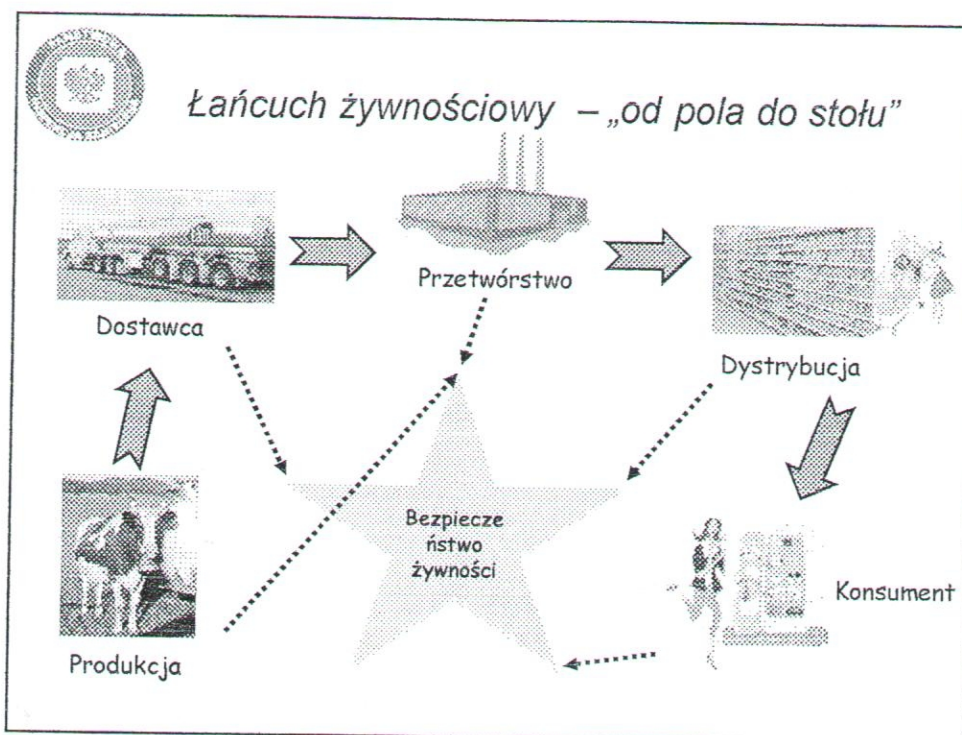 Łańcuch żywnościowy – „od pola do stołu”
Przetwórstwo
Dostawca
Dystrybucja
Bezpiecze
ństwo
żywności
Konsument
Produkcja